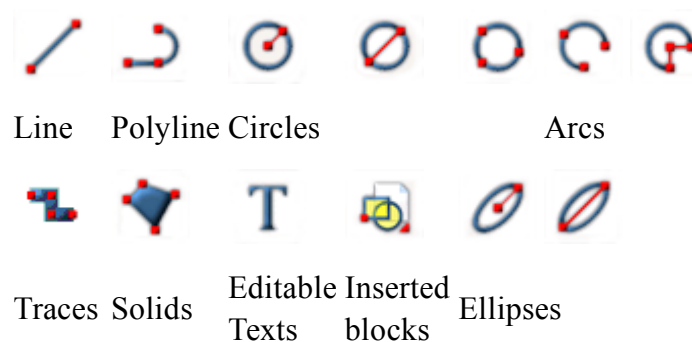 Line Polyline Circles Arcs
T
Traces Solids Editable Texts Inserted blocks Ellipses